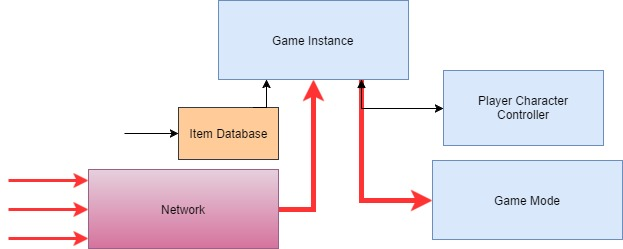 Game Instance
Player Character
Controller
Item Database
Network
Game Mode